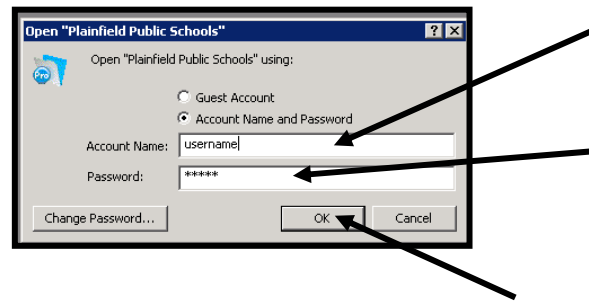 Open "Plainfield Public Schools"
Pro
Open "Plainfield Public Schools" using:
Guest Account
Account Name and Password
Account Name: username
Password: *****
Change Password... OK Cancel